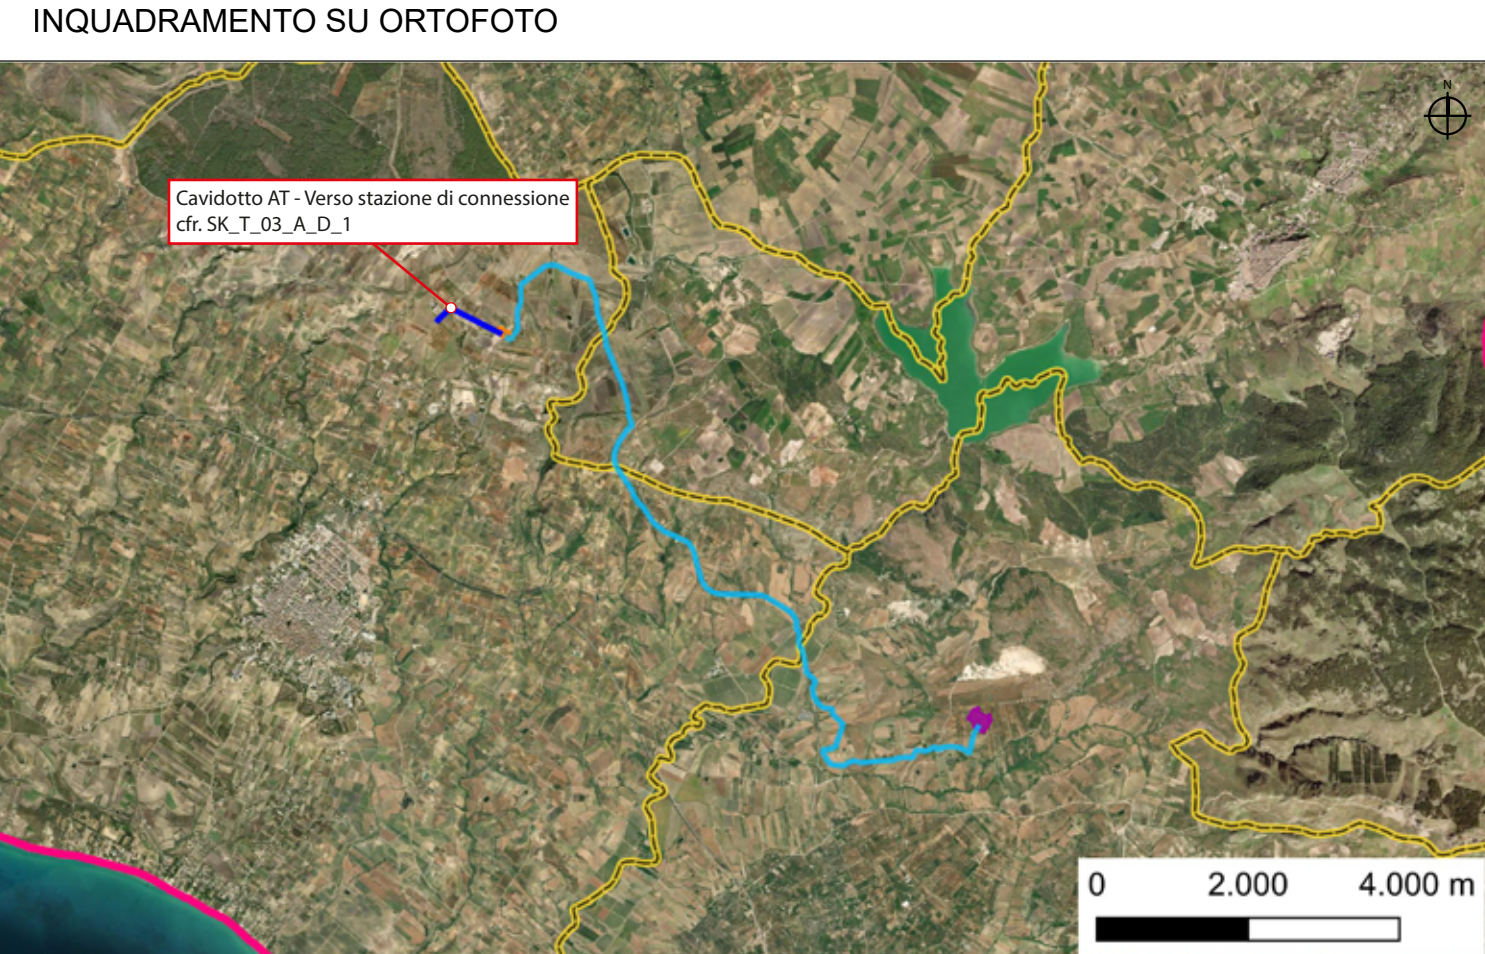 INQUADRAMENTO SU ORTOFOTO
N
Cavidotto AT - Verso stazione di connessione
cfr. SK_T_03_A_D_1
0 2.000 4.000 m